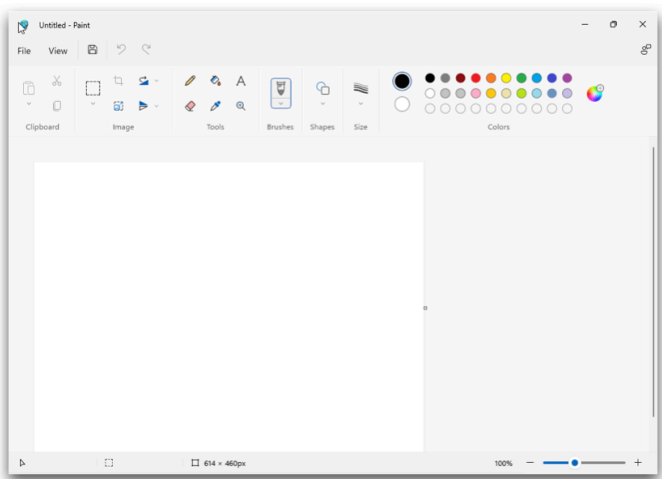 Untitled - Paint
File View
Clipboard Image Tools Brushes Shapes Size Colors
614 × 460px 100%